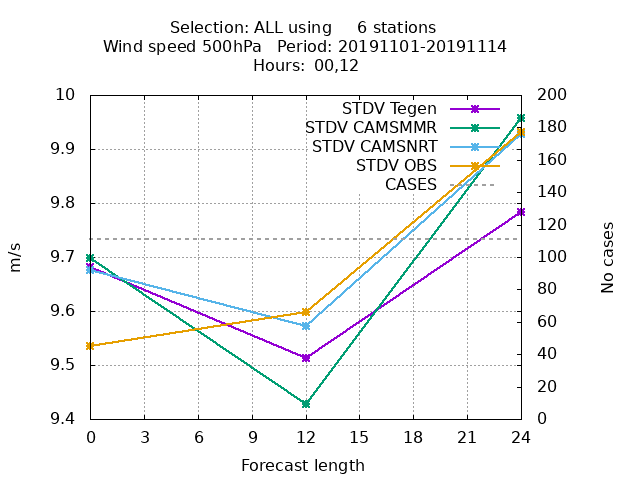 Selection: ALL using     6 stations
Wind speed 500hPa   Period: 20191101-20191114
Hours:  00,12
10
9.9
9.8
9.7
9.6
9.5
9.4
m/s
STDV Tegen
STDV CAMSMMR
STDV CAMSNRT
STDV OBS
CASES
200
180
160
140
120
100
80
60
40
20
0
No cases
0 3 6 9 12 15 18 21 24
Forecast length